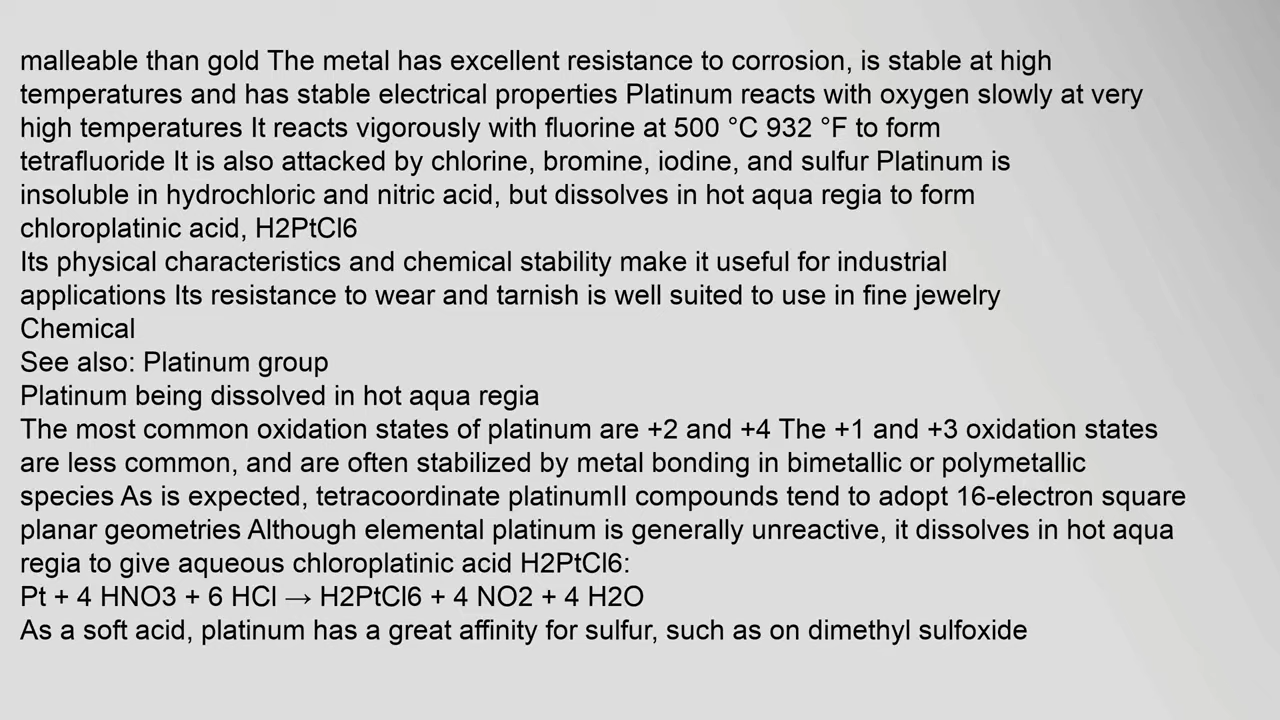 malleable than gold The metal has excellent resistance to corrosion, is stable at high
temperatures and has stable electrical properties Platinum reacts with oxygen slowly at very
high temperatures It reacts vigorously with fluorine at 500 °C 932 °F to form
tetrafluoride It is also attacked by chlorine, bromine, iodine, and sulfur Platinum is
insoluble in hydrochloric and nitric acid, but dissolves in hot aqua regia to form
chloroplatinic acid, H2PtCl6
Its physical characteristics and chemical stability make it useful for industrial
applications Its resistance to wear and tarnish is well suited to use in fine jewelry
Chemical
See also: Platinum group
Platinum being dissolved in hot aqua regia
The most common oxidation states of platinum are +2 and +4 The +1 and +3 oxidation states
are less common, and are often stabilized by metal bonding in bimetallic or polymetallic
species As is expected, tetracoordinate platinumII compounds tend to adopt 16-electron square
planar geometries Although elemental platinum is generally unreactive, it dissolves in hot aqua
regia to give aqueous chloroplatinic acid H2PtCl6:
Pt + 4 HNO3 + 6 HCl → H2PtCl6 + 4 NO2 + 4 H2O
As a soft acid, platinum has a great affinity for sulfur, such as on dimethyl sulfoxide